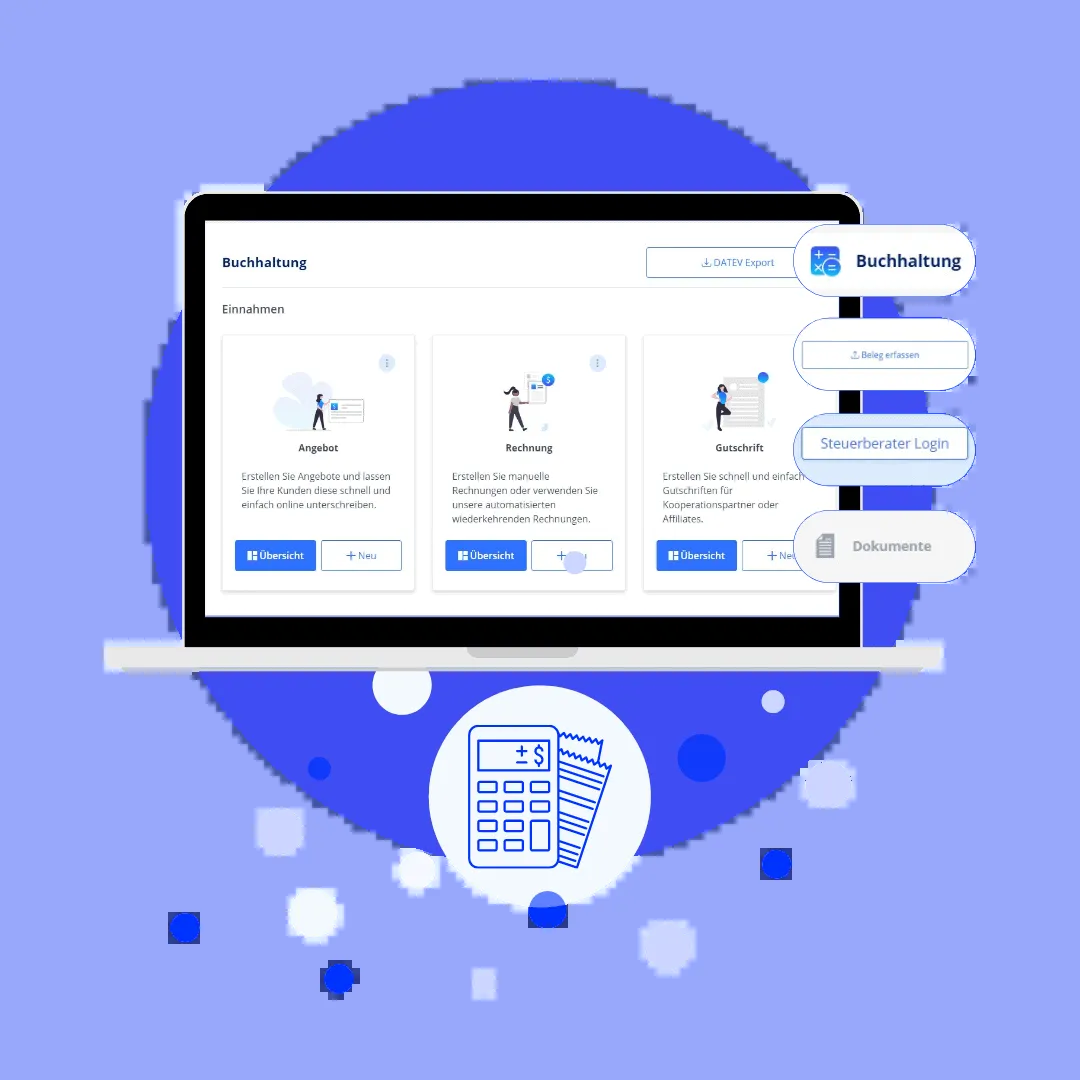 Buchhaltung
DATEV Export
Einnahmen
Angebot
Erstellen Sie Angebote und lassen
Sie Ihre Kunden diese schnell und
einfach online unterschreiben.
Übersicht
+ Neu
Rechnung
Erstellen Sie manuelle
Rechnungen oder verwenden Sie
unsere automatisierten
wiederkehrenden Rechnungen.
Übersicht
+
Gutschrift
Erstellen Sie schnell und einfach
Gutschriften für
Kooperationspartner oder
Affiliates.
Übersicht
+ Neu
Buchhaltung
Beleg erfassen
Steuerberater Login
Dokumente
± $